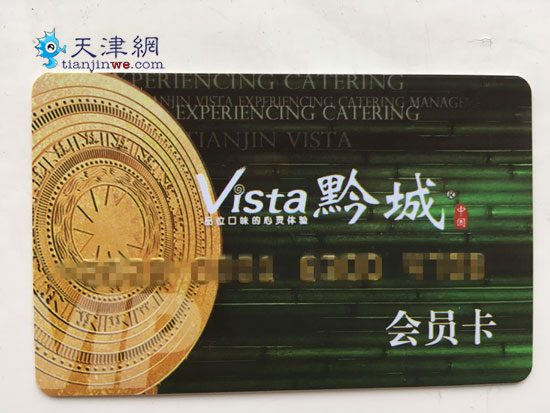 天津網
tianjinwe.com
PERIENCING CATERING
TIANJIN VISTA EXPERIENCING CATERING MANAGE
EXPERIENCING CATERING
TIANJIN VISTA
Vista黔城®
中国
品位口味的心灵体验
会员卡